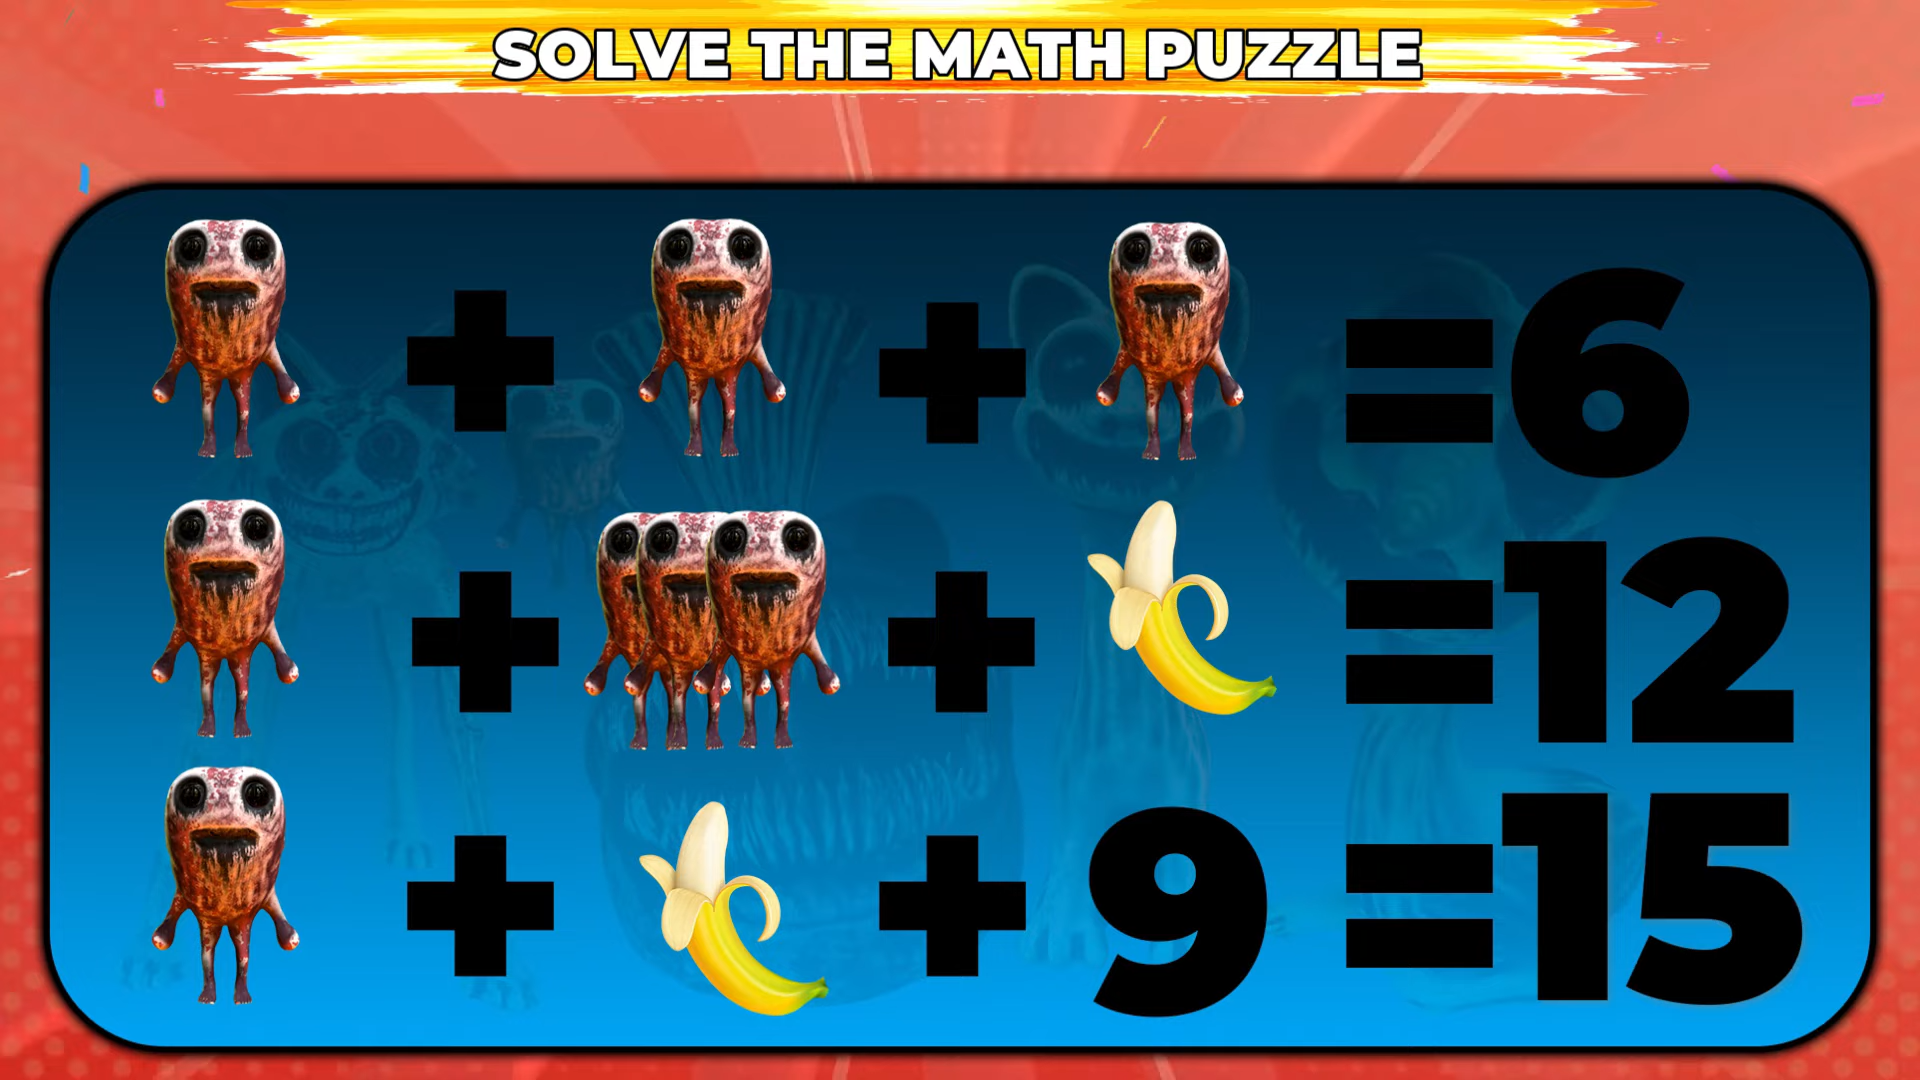 SOLVE THE MATH PUZZLE
+ + =6
+ + =12
+ + 9 =15